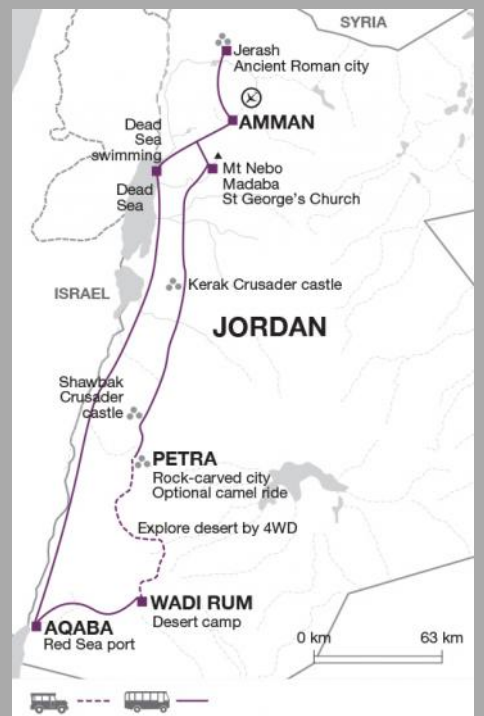 SYRIA
Jerash
Ancient Roman city
AMMAN
Dead
Sea
swimming
Dead
Sea
Mt Nebo
Madaba
St George's Church
ISRAEL
Kerak Crusader castle
JORDAN
Shawbak
Crusader
castle
PETRA
Rock-carved city
Optional camel ride
Explore desert by 4WD
WADI RUM
Desert camp
AQABA
Red Sea port
0 km 63 km